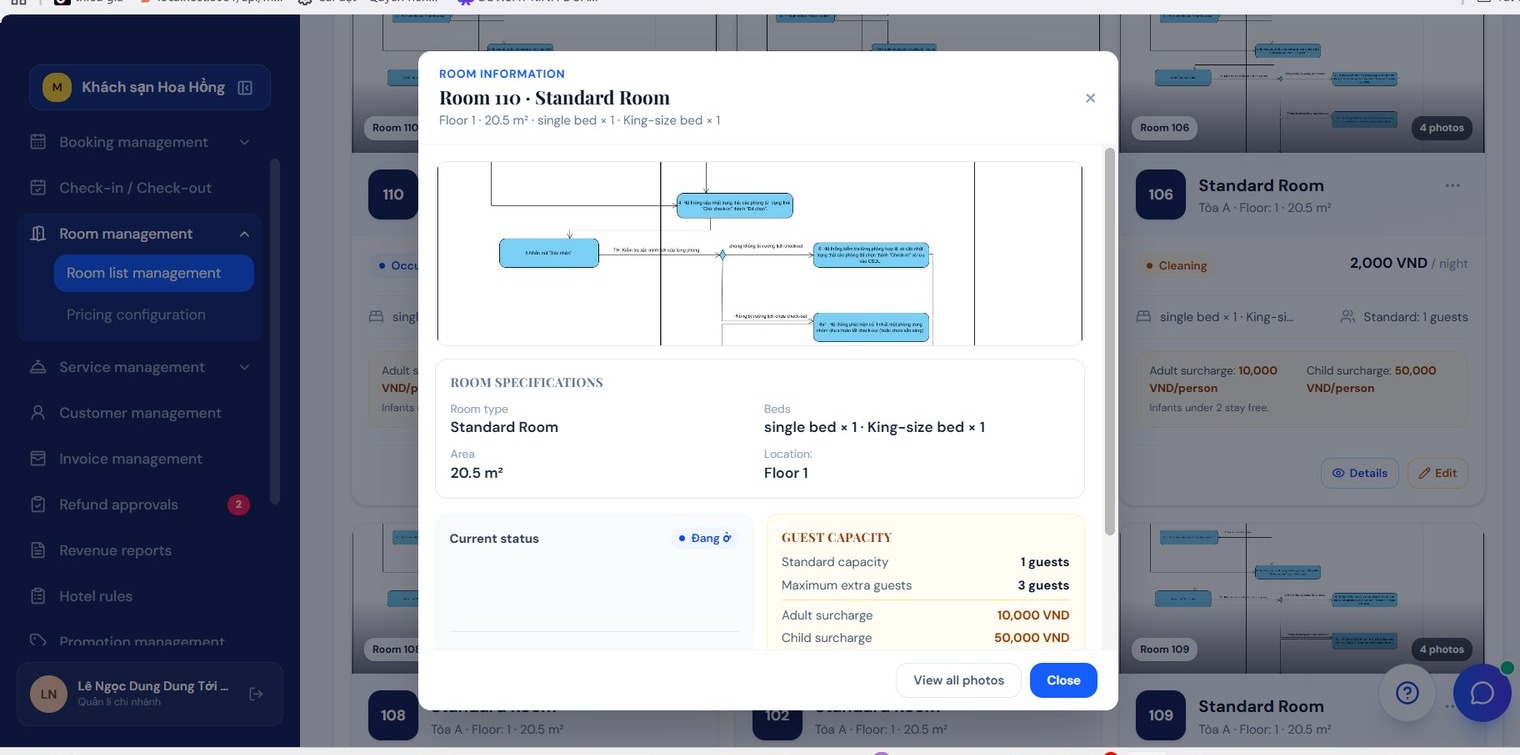 M
Khách sạn Hoa Hồng
Booking management
Check-in / Check-out
Room management
Room list management
Pricing configuration
Service management
Customer management
Invoice management
Refund approvals
2
Revenue reports
Hotel rules
Promotion management
LN
Lê Ngọc Dung Dung Tới ...
Quản lí chi nhánh
ROOM INFORMATION
Room 110 · Standard Room
Floor 1 · 20.5 m² · single bed × 1 · King-size bed × 1
×
ROOM SPECIFICATIONS
Room type
Standard Room
Beds
single bed × 1 · King-size bed × 1
Area
20.5 m²
Location:
Floor 1
Current status
Đang ở
GUEST CAPACITY
Standard capacity
1 guests
Maximum extra guests
3 guests
Adult surcharge
10,000 VND
Child surcharge
50,000 VND
View all photos
Close
Room 110
110
Room 108
108
102
Tòa A · Floor: 1 · 20.5 m²
Tòa A · Floor: 1 · 20.5 m²
Room 106
4 photos
106
Standard Room
Tòa A · Floor: 1 · 20.5 m²
Cleaning
2,000 VND / night
single bed × 1 · King-si...
Standard: 1 guests
Adult surcharge: 10,000
VND/person
Child surcharge: 50,000
VND/person
Infants under 2 stay free.
Details
Edit
Room 109
4 photos
109
Standard Room
Tòa A · Floor: 1 · 20.5 m²